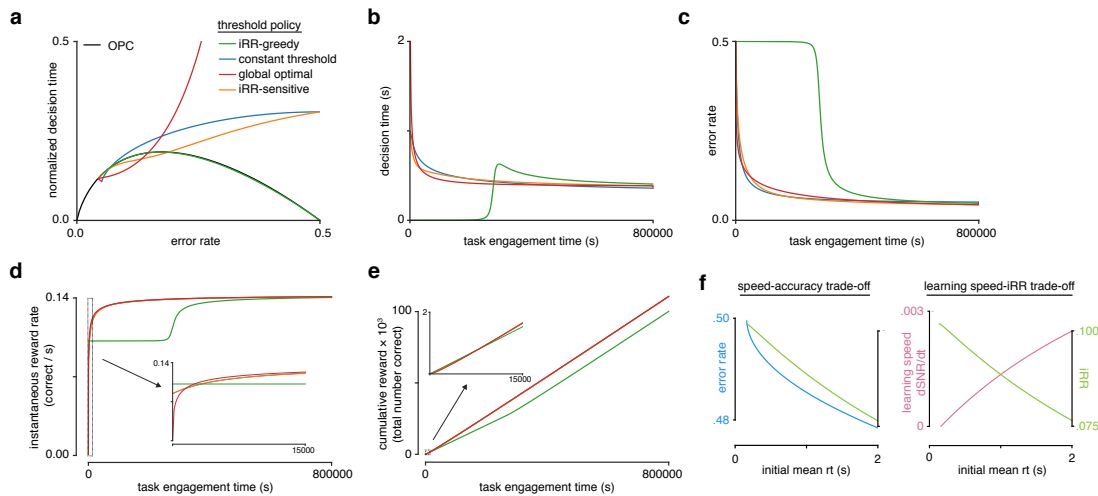 a
threshold policy
OPC
iRR-greedy
constant threshold
global optimal
iRR-sensitive
normalized decision time
0.5
0.0
0.5
error rate
b
decision time (s)
2
0
0
800000
task engagement time (s)
c
error rate
0.5
0.0
0
800000
task engagement time (s)
d
instantaneous reward rate
(correct / s)
0.14
0.00
0.14
15000
0
800000
task engagement time (s)
e
cumulative reward × 10³
(total number correct)
100
0
2
15000
0
800000
task engagement time (s)
f
speed-accuracy trade-off
error rate
.50
.48
0
2
initial mean rt (s)
learning speed-iRR trade-off
learning speed
dSNR/dt
.003
0
.100
.075
iRR
0
2
initial mean rt (s)